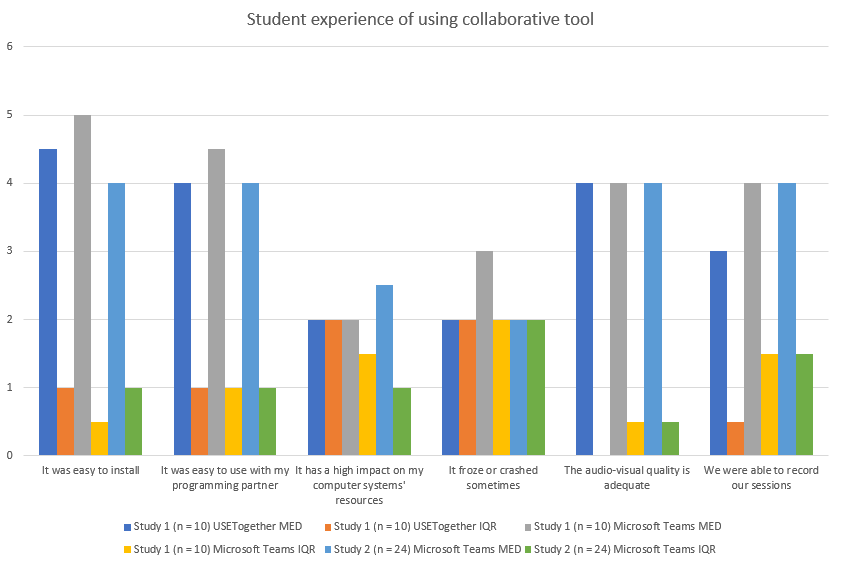 Student experience of using collaborative tool
6
5
4
3
2
1
0
It was easy to install
It was easy to use with my
programming partner
It has a high impact on my
computer systems'
resources
It froze or crashed
sometimes
The audio-visual quality is
adequate
We were able to record
our sessions
Study 1 (n = 10) USETogether MED
Study 1 (n = 10) USETogether IQR
Study 1 (n = 10) Microsoft Teams MED
Study 1 (n = 10) Microsoft Teams IQR
Study 2 (n = 24) Microsoft Teams MED
Study 2 (n = 24) Microsoft Teams IQR